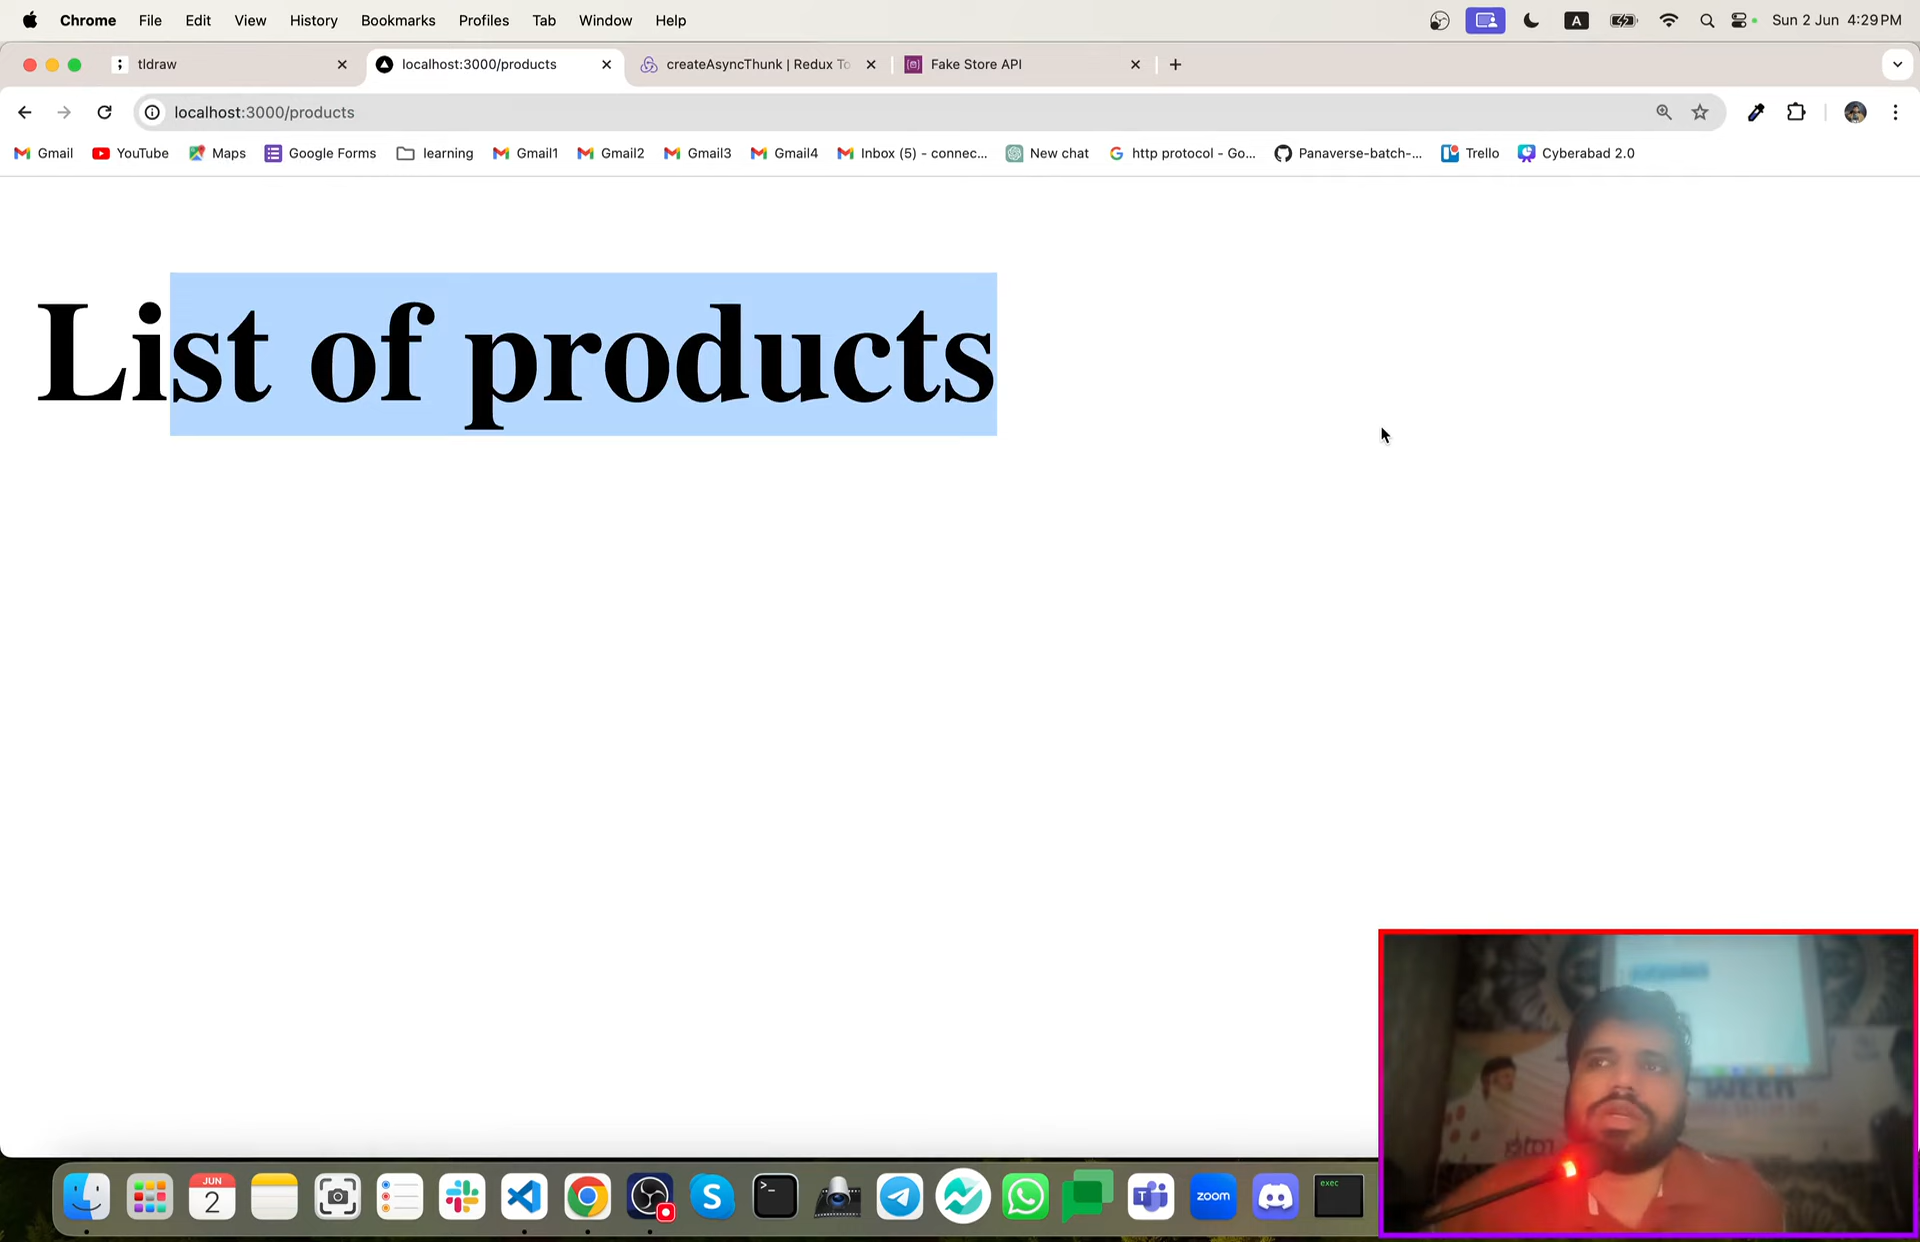 Chrome File Edit View History Bookmarks Profiles Tab Window Help A Sun 2 Jun 4:29 PM
tldraw localhost:3000/products createAsyncThunk | Redux To Fake Store API
localhost:3000/products
Gmail YouTube Maps Google Forms learning Gmail1 Gmail2 Gmail3 Gmail4 Inbox (5) - connec... New chat http protocol - Go... Panaverse-batch-... Trello Cyberabad 2.0
List of products
WEEK
JUN
2
S
>_
T
zoom
exec